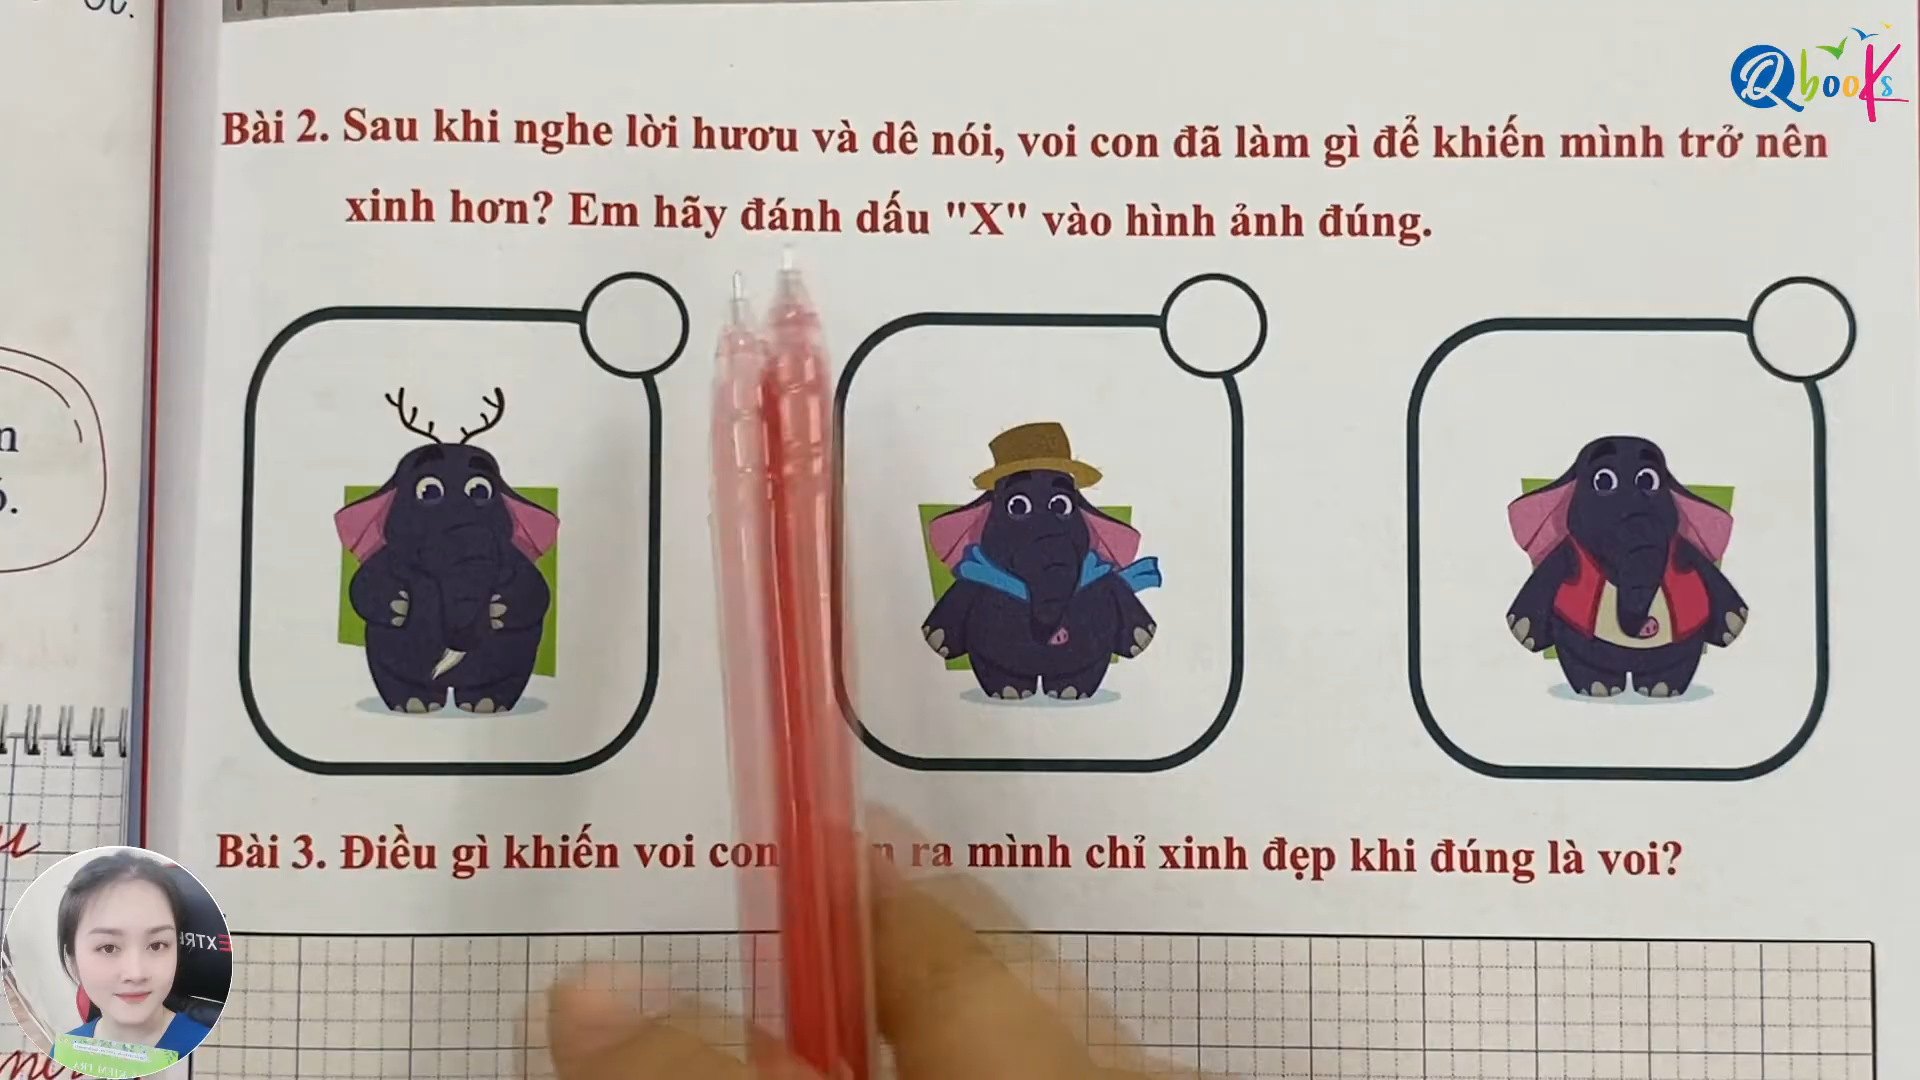 Qbooks
Bài 2. Sau khi nghe lời hươu và dê nói, voi con đã làm gì để khiến mình trở nên
xinh hơn? Em hãy đánh dấu "X" vào hình ảnh đúng.
Bài 3. Điều gì khiến voi con ra mình chỉ xinh đẹp khi đúng là voi?